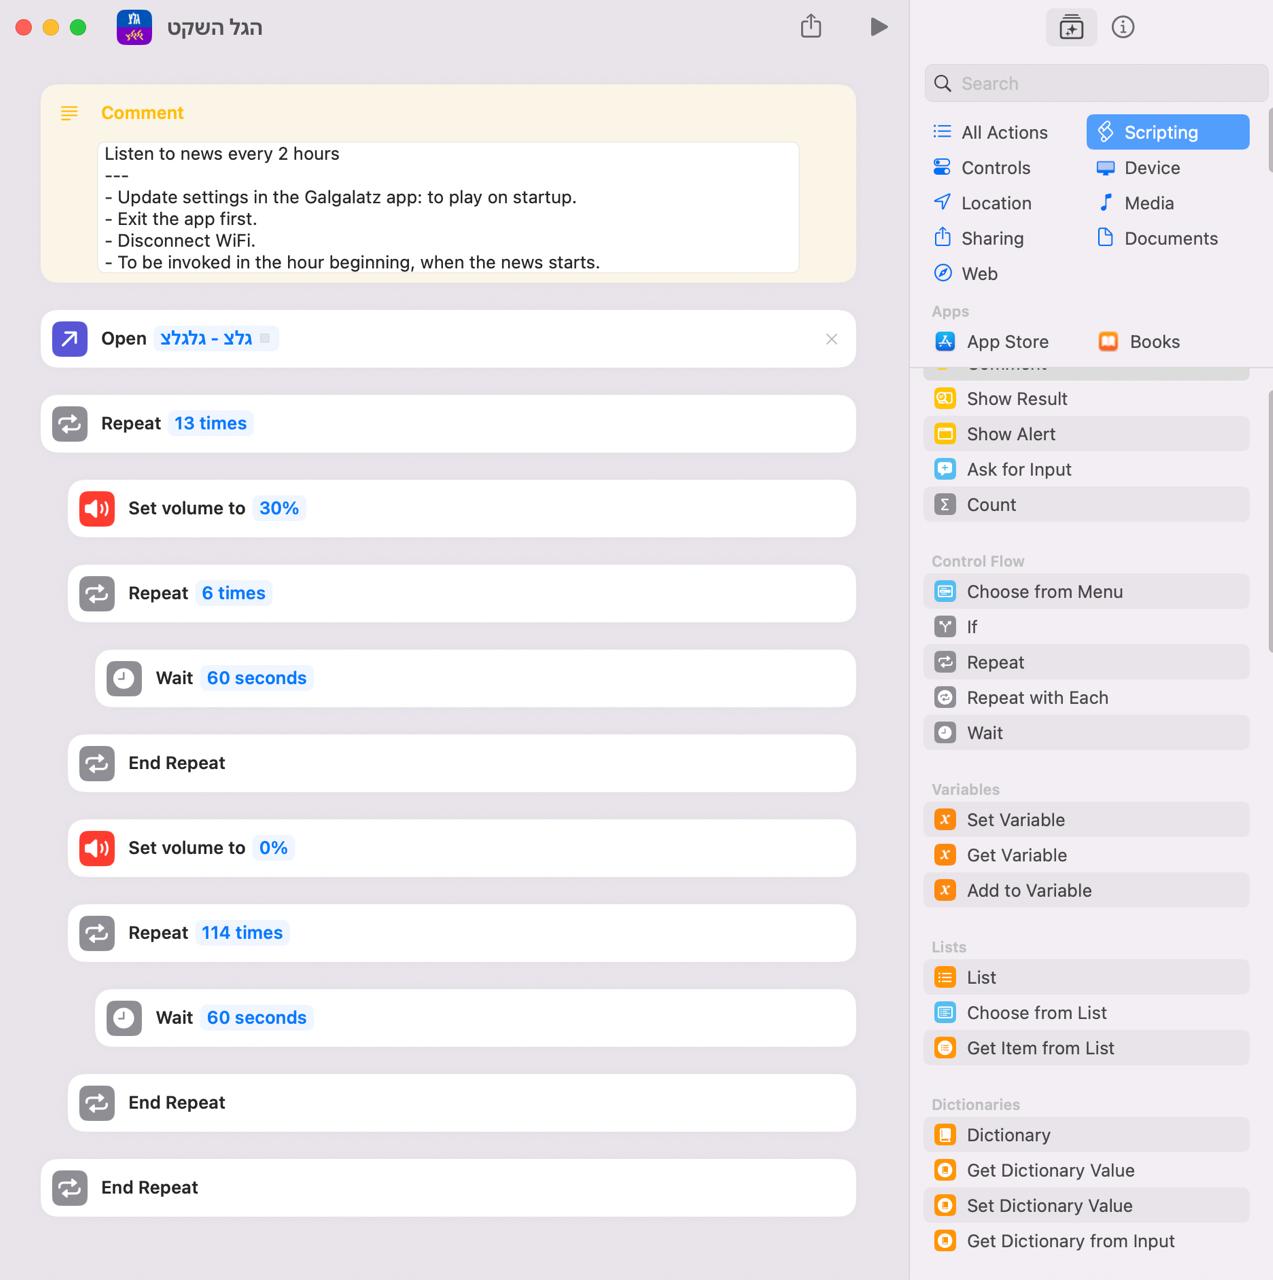 הגל השקט
Comment
Listen to news every 2 hours
---
- Update settings in the Galgalatz app: to play on startup.
- Exit the app first.
- Disconnect WiFi.
- To be invoked in the hour beginning, when the news starts.
Open גלצ - גלגלצ
Repeat 13 times
Set volume to 30%
Repeat 6 times
Wait 60 seconds
End Repeat
Set volume to 0%
Repeat 114 times
Wait 60 seconds
End Repeat
End Repeat
Search
All Actions
Scripting
Controls
Device
Location
Media
Sharing
Documents
Web
Apps
App Store
Books
Comment
Show Result
Show Alert
Ask for Input
Count
Control Flow
Choose from Menu
If
Repeat
Repeat with Each
Wait
Variables
Set Variable
Get Variable
Add to Variable
Lists
List
Choose from List
Get Item from List
Dictionaries
Dictionary
Get Dictionary Value
Set Dictionary Value
Get Dictionary from Input